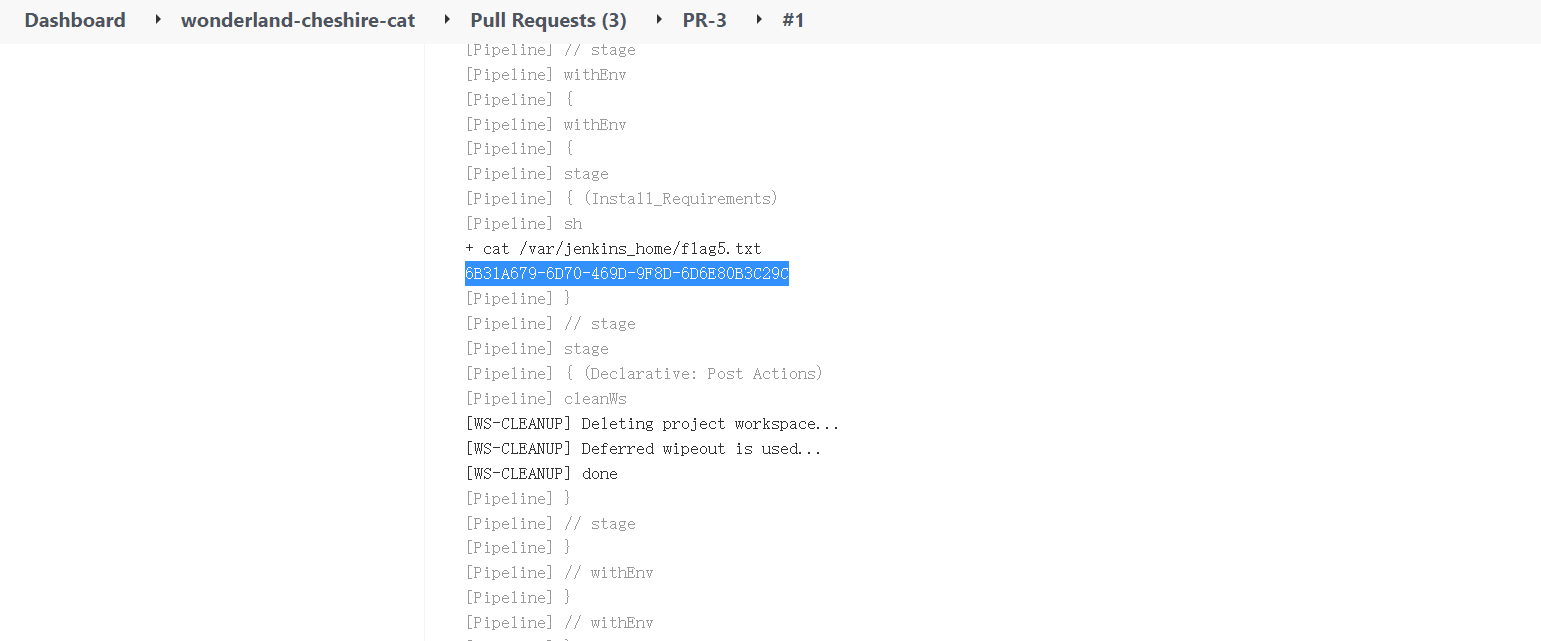 Dashboard wonderland-cheshire-cat Pull Requests (3) PR-3 #1
[Pipeline] // stage
[Pipeline] withEnv
[Pipeline] {
[Pipeline] withEnv
[Pipeline] {
[Pipeline] stage
[Pipeline] { (Install_Requirements)
[Pipeline] sh
+ cat /var/jenkins_home/flag5.txt
6B31A679-6D70-469D-9F8D-6D6E80B3C29C
[Pipeline] }
[Pipeline] // stage
[Pipeline] stage
[Pipeline] { (Declarative: Post Actions)
[Pipeline] cleanWs
[WS-CLEANUP] Deleting project workspace...
[WS-CLEANUP] Deferred wipeout is used...
[WS-CLEANUP] done
[Pipeline] }
[Pipeline] // stage
[Pipeline] }
[Pipeline] // withEnv
[Pipeline] }
[Pipeline] // withEnv